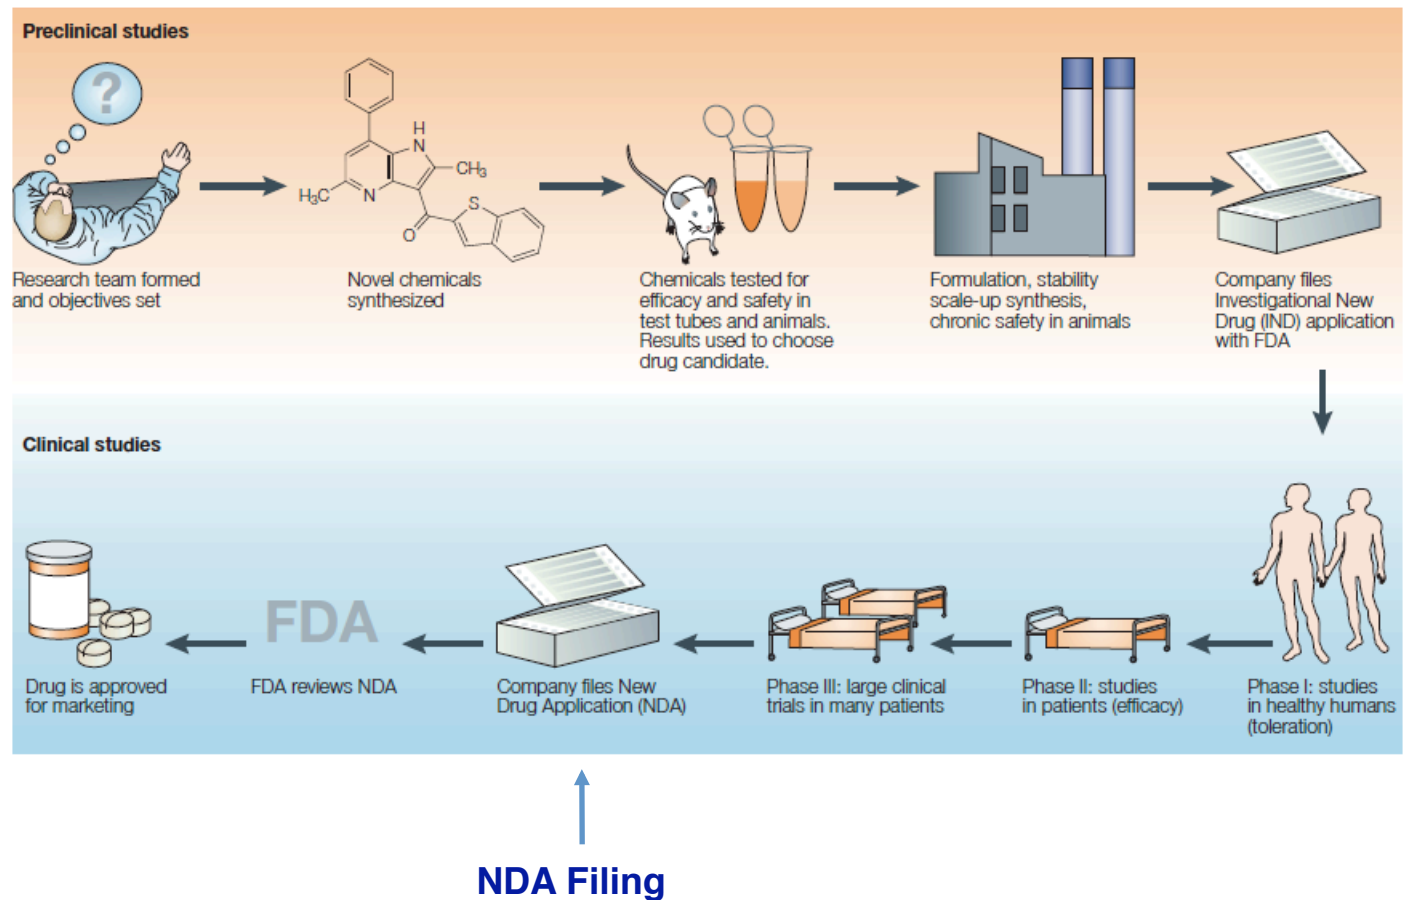 Preclinical studies
?
H
N
CH₃
H₃C
N
S
O
Research team formed
and objectives set
Novel chemicals
synthesized
Chemicals tested for
efficacy and safety in
test tubes and animals.
Results used to choose
drug candidate.
Formulation, stability
scale-up synthesis,
chronic safety in animals
Company files
Investigational New
Drug (IND) application
with FDA
Clinical studies
FDA
Drug is approved
for marketing
FDA reviews NDA
Company files New
Drug Application (NDA)
Phase III: large clinical
trials in many patients
Phase II: studies
in patients (efficacy)
Phase I: studies
in healthy humans
(toleration)
NDA Filing